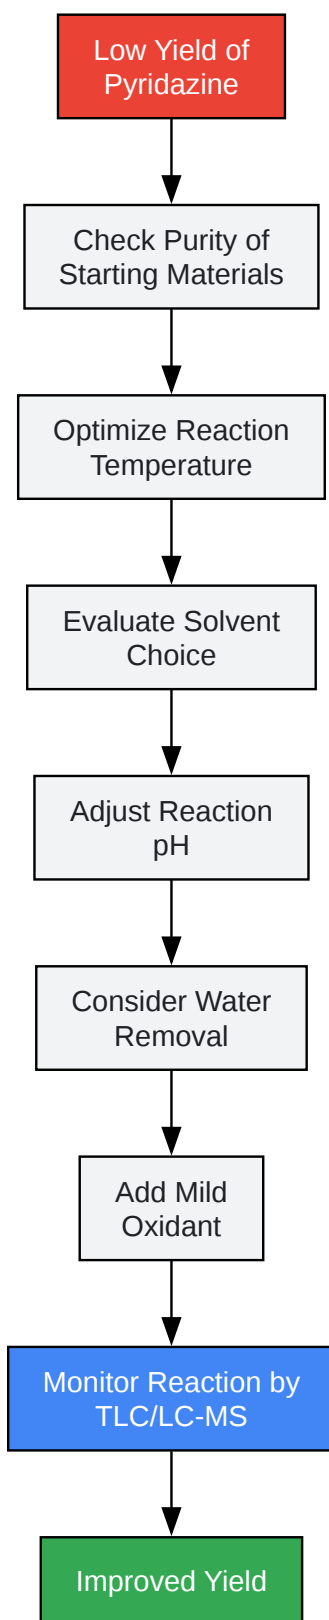 Low Yield of
Pyridazine
Check Purity of
Starting Materials
Optimize Reaction
Temperature
Evaluate Solvent
Choice
Adjust Reaction
pH
Consider Water
Removal
Add Mild
Oxidant
Monitor Reaction by
TLC/LC-MS
Improved Yield